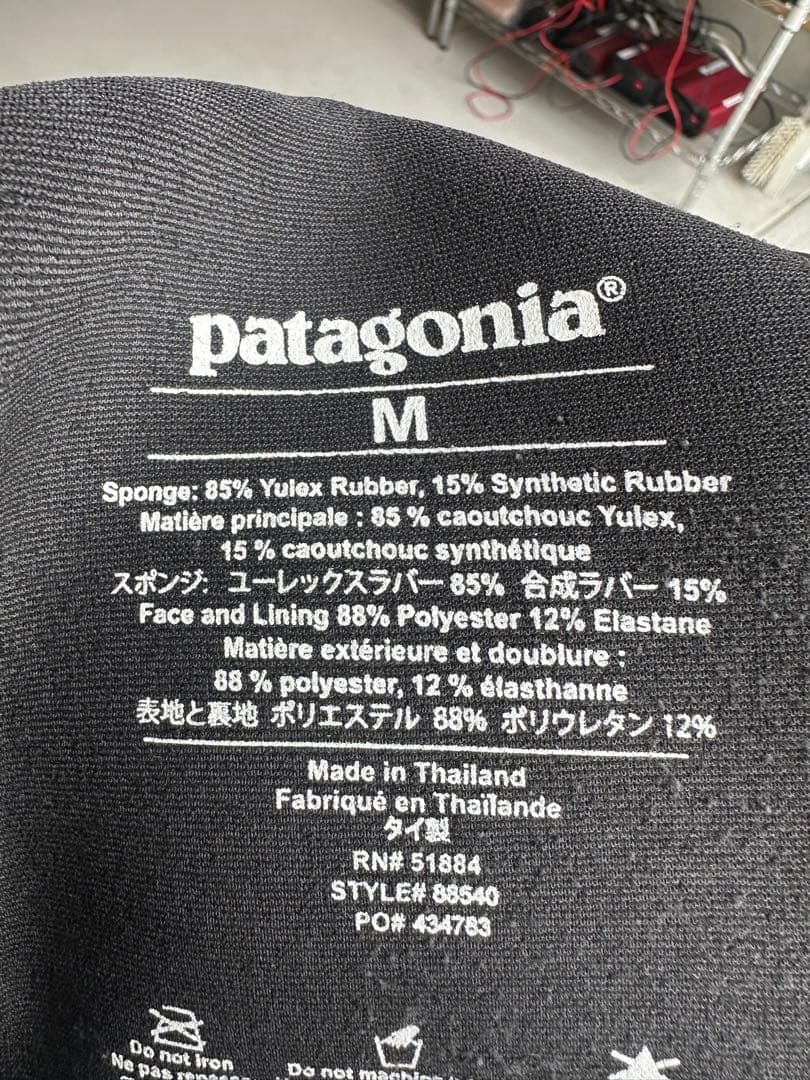 patagonia®
M
Sponge: 85% Yulex Rubber, 15% Synthetic Rubber
Matière principale : 85 % caoutchouc Yulex,
15 % caoutchouc synthétique
スポンジ: ユーレックスラバー 85% 合成ラバー 15%
Face and Lining 88% Polyester 12% Elastane
Matière extérieure et doublure :
88 % polyester, 12 % élasthanne
表地と裏地 ポリエステル 88% ポリウレタン 12%
Made in Thailand
Fabriqué en Thaïlande
タイ製
RN# 51884
STYLE# 88540
PO# 434783
Do not iron
Ne pas repasser
Do not machine